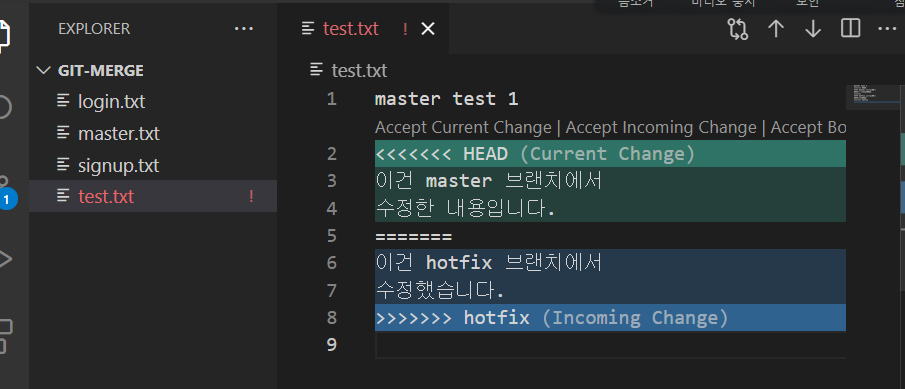 EXPLORER
GIT-MERGE
login.txt
master.txt
signup.txt
test.txt !
1
test.txt !
test.txt
1 master test 1
Accept Current Change | Accept Incoming Change | Accept Bo
2 <<<<<<< HEAD (Current Change)
3 이건 master 브랜치에서
4 수정한 내용입니다.
5 =======
6 이건 hotfix 브랜치에서
7 수정했습니다.
8 >>>>>>> hotfix (Incoming Change)
9